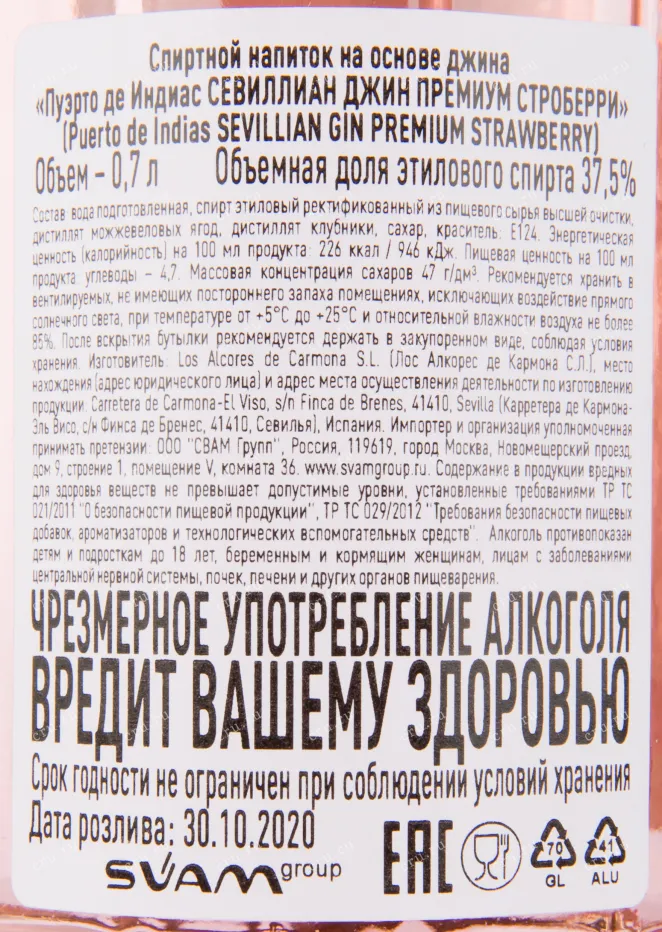 Спиртной напиток на основе джина
«Пуэрто де Индиас СЕВИЛЛИАН ДЖИН ПРЕМИУМ СТРОБЕРРИ»
(Puerto de Indias SEVILLIAN GIN PREMIUM STRAWBERRY)
Объем – 0,7 л Объемная доля этилового спирта 37,5%
Состав: вода подготовленная, спирт этиловый ректификованный из пищевого сырья высшей очистки,
дистиллят можжевеловых ягод, дистиллят клубники, сахар, краситель: Е124. Энергетическая
ценность (калорийность) на 100 мл продукта: 226 ккал / 946 кДж. Пищевая ценность на 100 мл
продукта: углеводы – 4,7. Массовая концентрация сахаров 47 г/дм³. Рекомендуется хранить в
вентилируемых, не имеющих постороннего запаха помещениях, исключающих воздействие прямого
солнечного света, при температуре от +5°С до +25°С и относительной влажности воздуха не более
85%. После вскрытия бутылки рекомендуется держать в закупоренном виде, соблюдая условия
хранения. Изготовитель: Los Alcores de Carmona S.L. (Лос Алкорес де Кармона С.Л.), место
нахождения (адрес юридического лица) и адрес места осуществления деятельности по изготовлению
продукции: Carretera de Carmona-El Viso, s/n Finca de Brenes, 41410, Sevilla (Карретера де Кармона-
Эль Висо, с/н Финса де Бренес, 41410, Севилья), Испания. Импортер и организация уполномоченная
принимать претензии: ООО "СВАМ Групп", Россия, 119619, город Москва, Новомещерский проезд,
дом 9, строение 1, помещение V, комната 36. www.svamgroup.ru. Содержание в продукции вредных
для здоровья веществ не превышает допустимые уровни, установленные требованиями ТР ТС
021/2011 "О безопасности пищевой продукции", ТР ТС 029/2012 "Требования безопасности пищевых
добавок, ароматизаторов и технологических вспомогательных средств". Алкоголь противопоказан
детям и подросткам до 18 лет, беременным и кормящим женщинам, лицам с заболеваниями
центральной нервной системы, почек, печени и других органов пищеварения.
ЧРЕЗМЕРНОЕ УПОТРЕБЛЕНИЕ АЛКОГОЛЯ
ВРЕДИТ ВАШЕМУ ЗДОРОВЬЮ
Срок годности не ограничен при соблюдении условий хранения
Дата розлива: 30.10.2020
SVAM group EAC 70 41
GL ALU